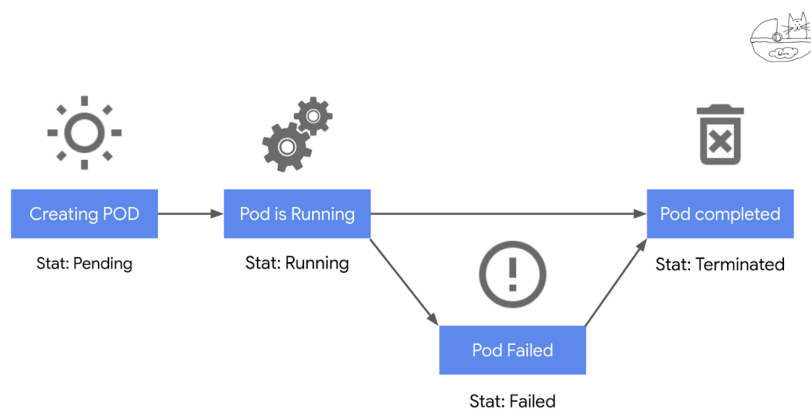 Creating POD
Stat: Pending
Pod is Running
Stat: Running
Pod completed
Stat: Terminated
Pod Failed
Stat: Failed